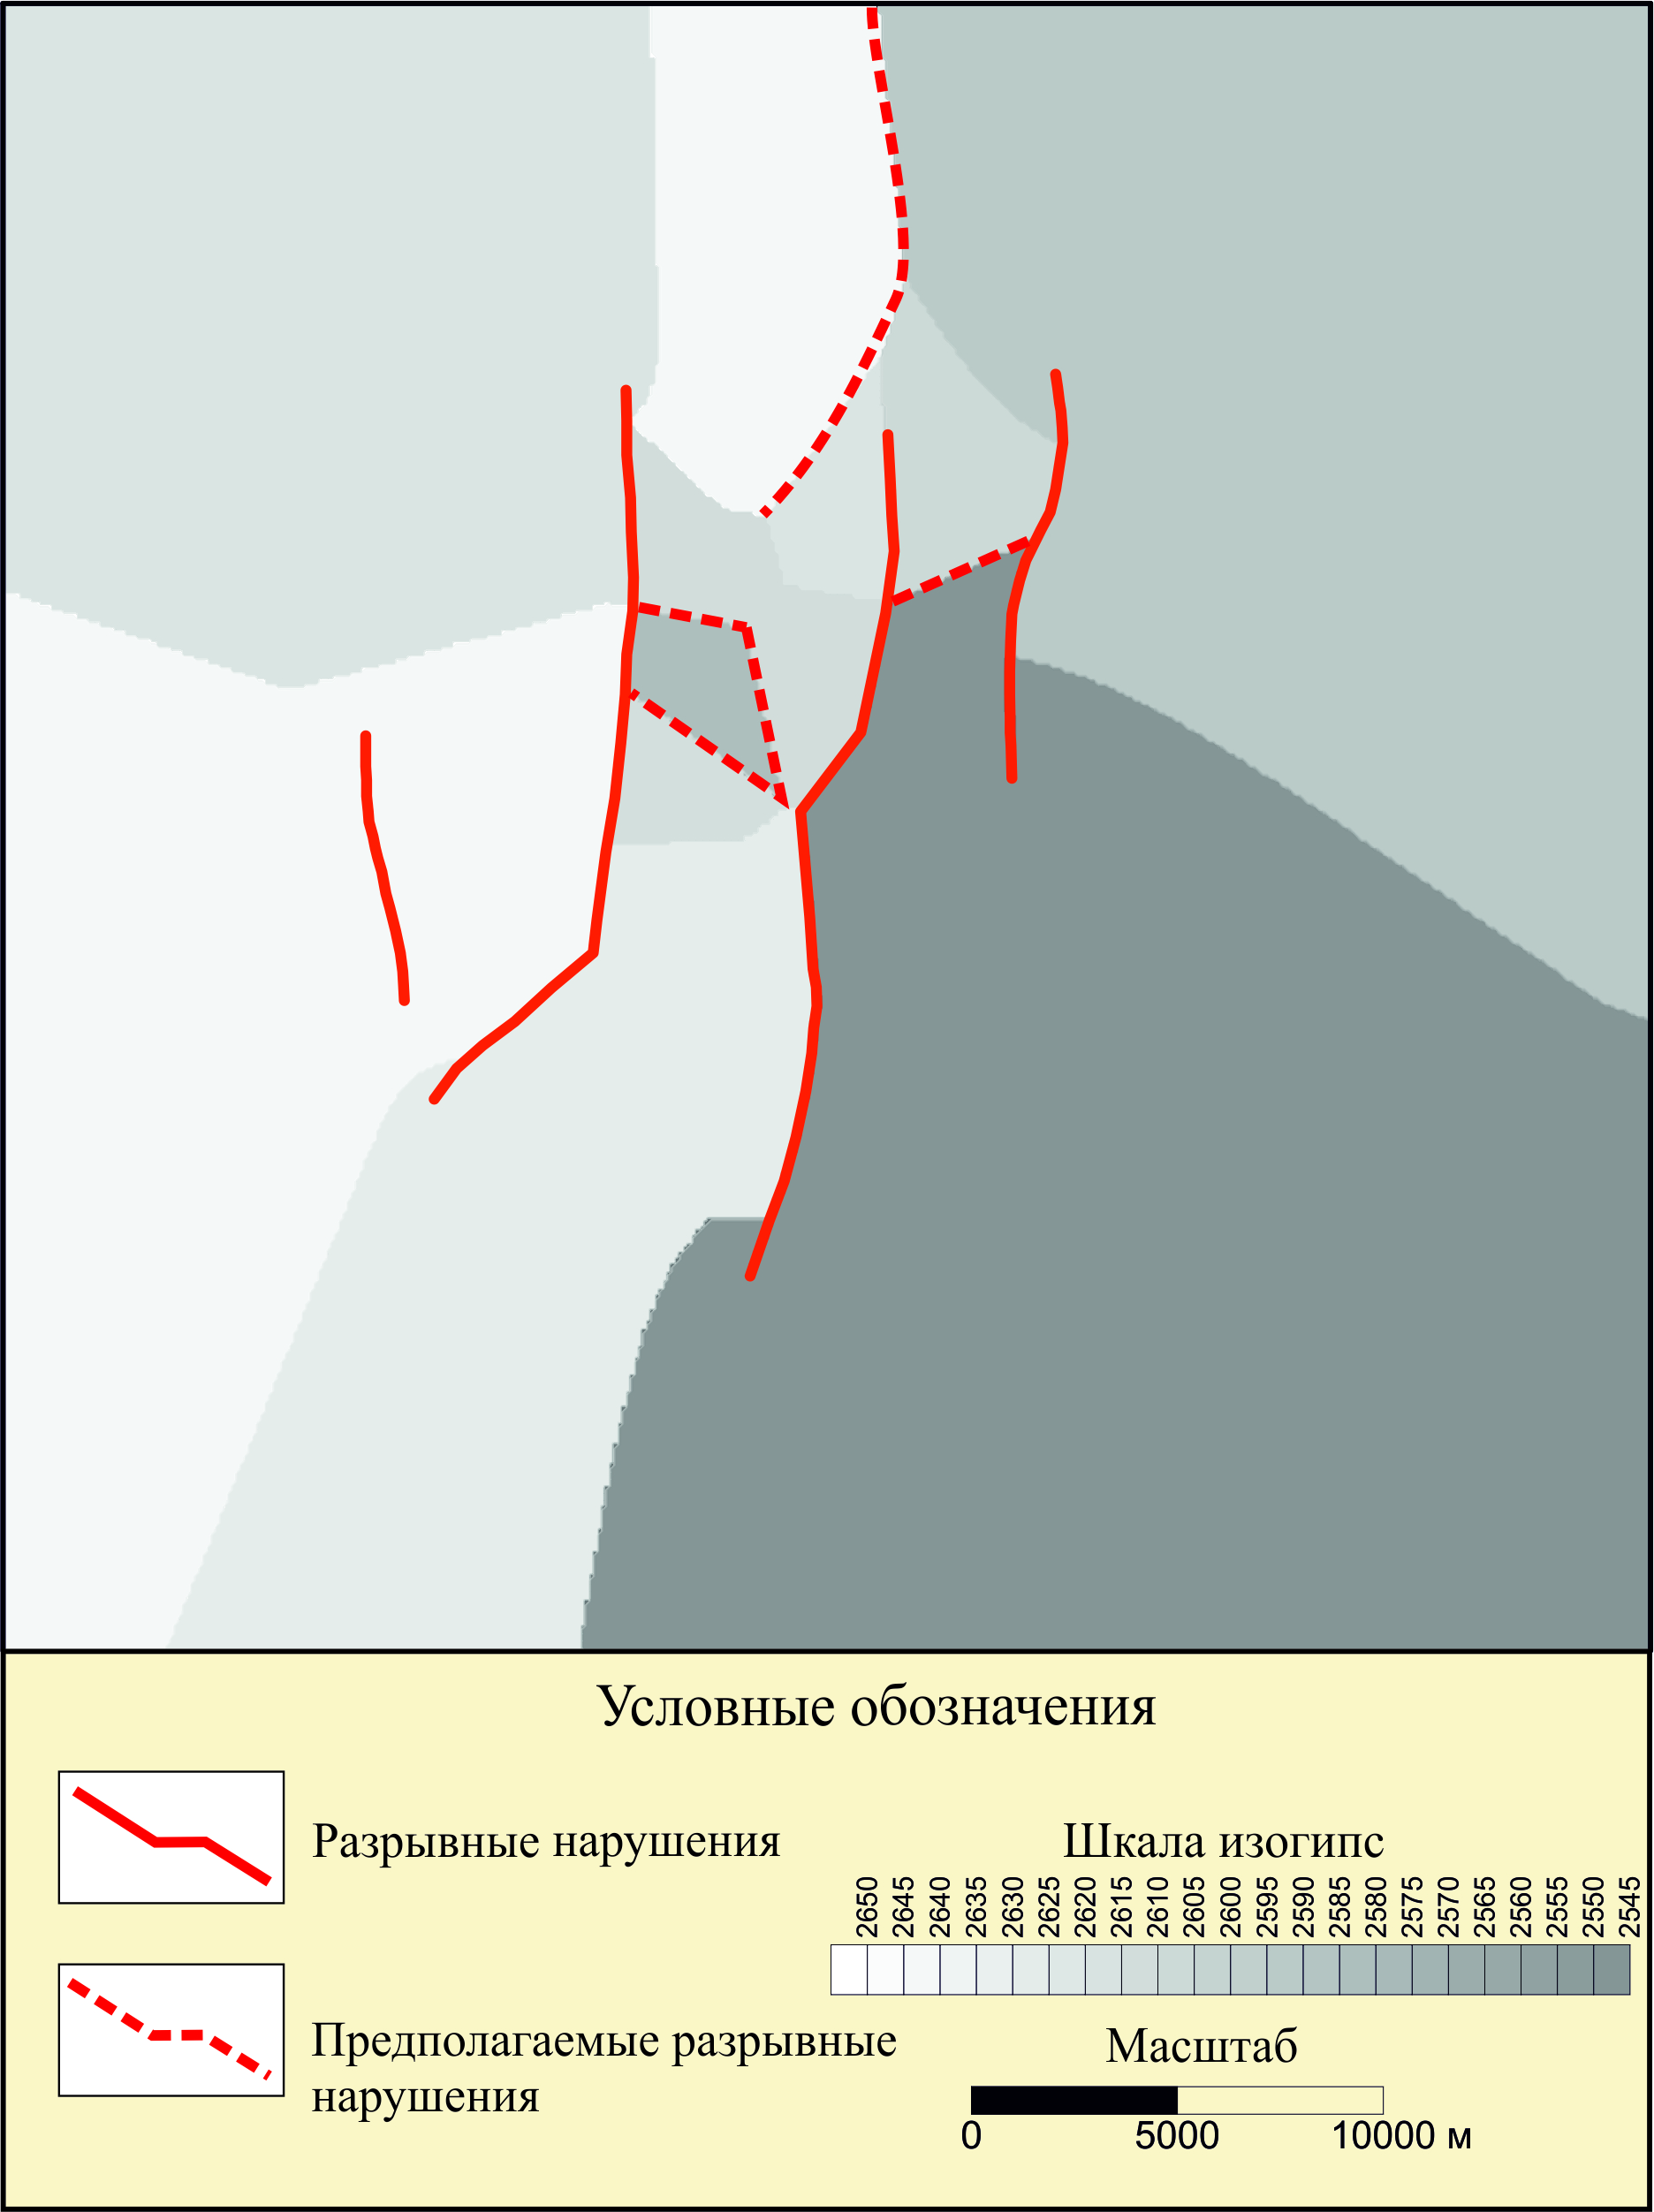 Условные обозначения
Разрывные нарушения
Предполагаемые разрывные
нарушения
Шкала изогипс
2650 2645 2640 2635 2630 2625 2620 2615 2610 2605 2600 2595 2590 2585 2580 2575 2570 2565 2560 2555 2550 2545
Масштаб
0 5000 10000 м